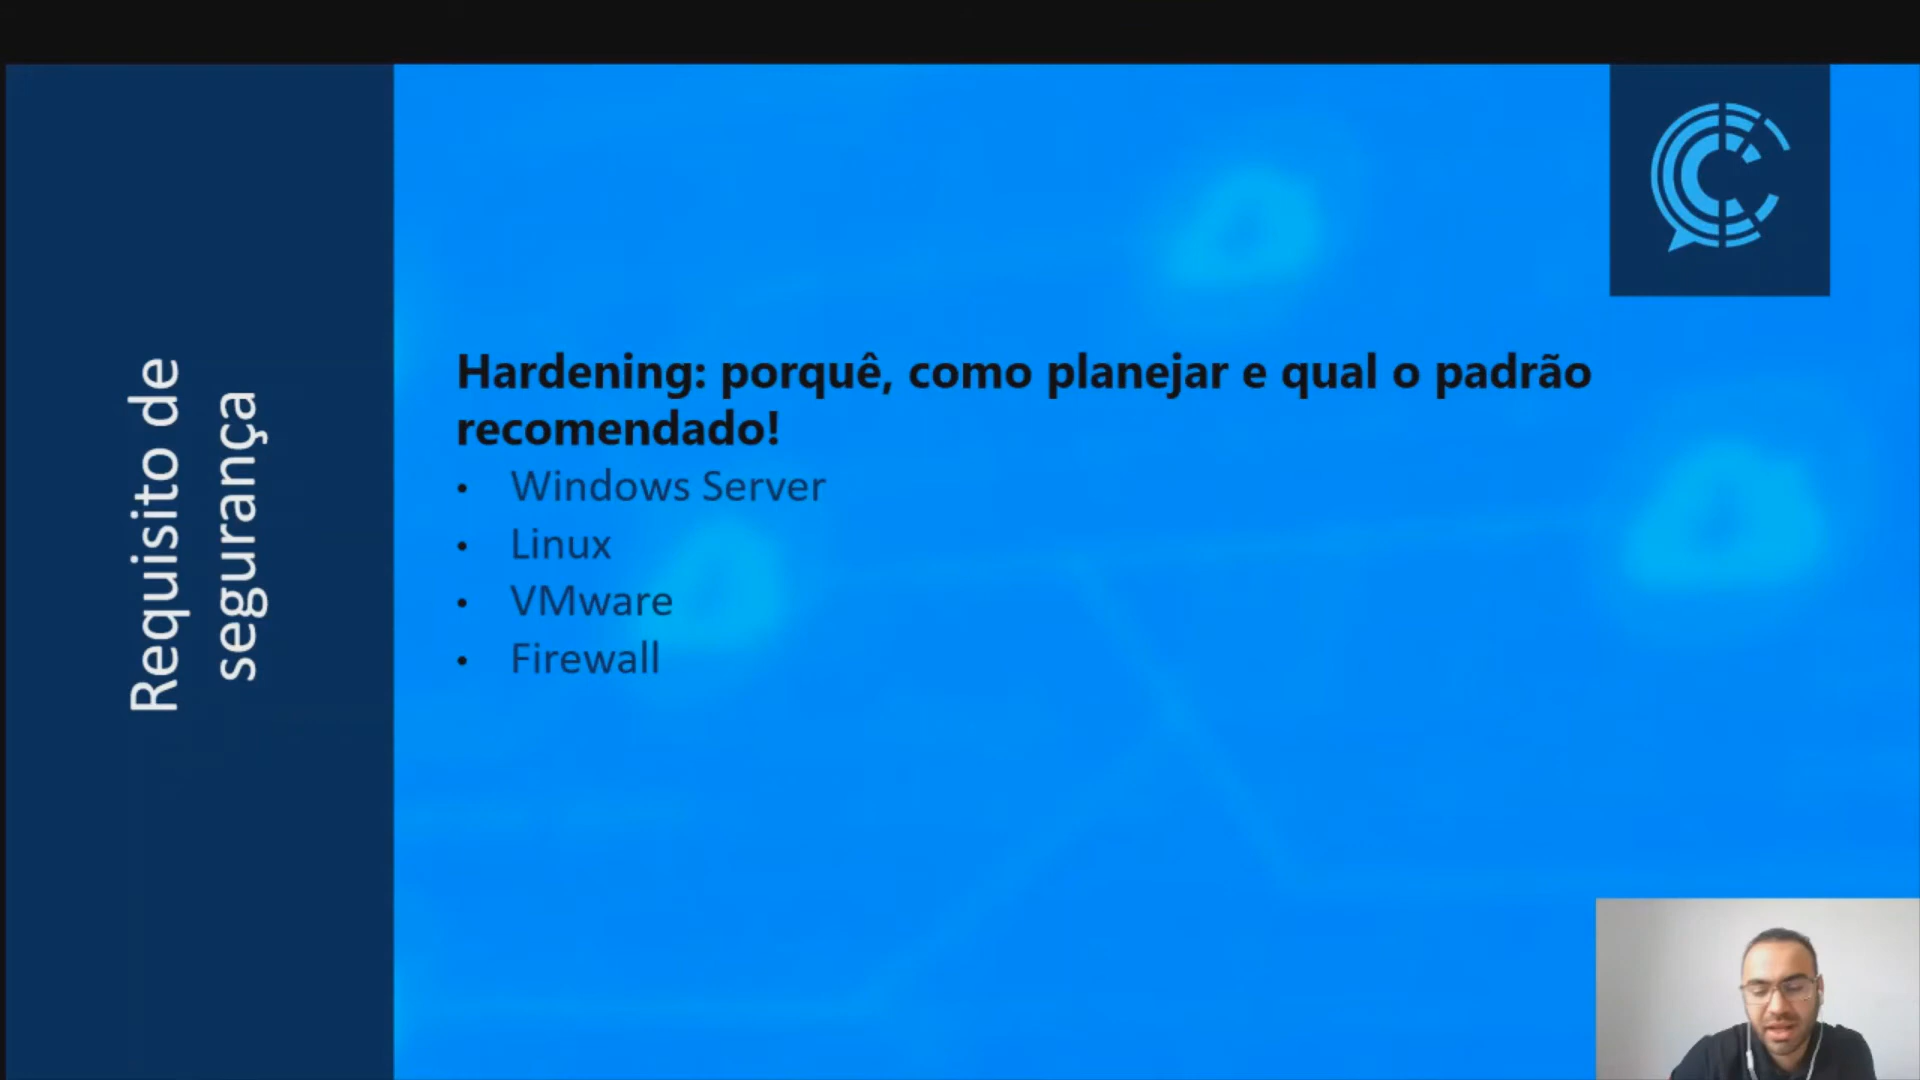 Requisito de
segurança
Hardening: porquê, como planejar e qual o padrão
recomendado!
• Windows Server
• Linux
• VMware
• Firewall